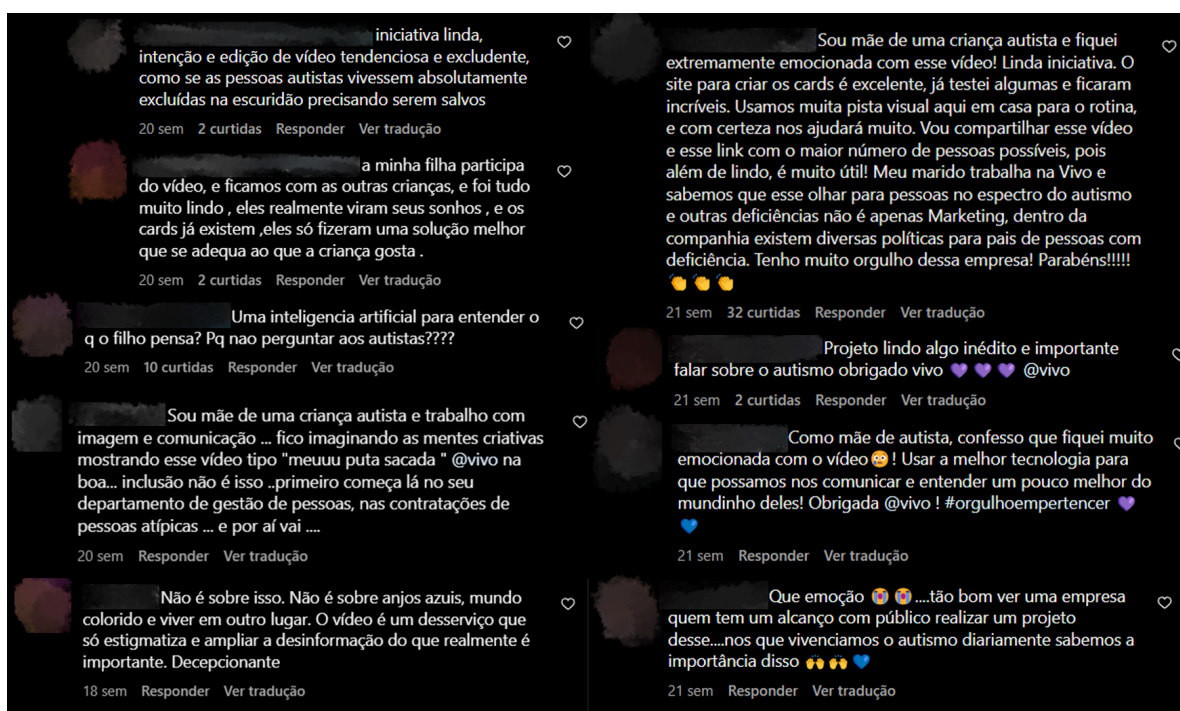 iniciativa linda,
intenção e edição de vídeo tendenciosa e excludente,
como se as pessoas autistas vivessem absolutamente
excluídas na escuridão precisando serem salvos
20 sem 2 curtidas Responder Ver tradução
a minha filha participa
do vídeo, e ficamos com as outras crianças, e foi tudo
muito lindo , eles realmente viram seus sonhos , e os
cards já existem ,eles só fizeram uma solução melhor
que se adequa ao que a criança gosta .
20 sem 2 curtidas Responder Ver tradução
Uma inteligencia artificial para entender o
q o filho pensa? Pq nao perguntar aos autistas????
20 sem 10 curtidas Responder Ver tradução
Sou mãe de uma criança autista e trabalho com
imagem e comunicação ... fico imaginando as mentes criativas
mostrando esse vídeo tipo "meuuu puta sacada " @vivo na
boa... inclusão não é isso ..primeiro começa lá no seu
departamento de gestão de pessoas, nas contratações de
pessoas atípicas ... e por aí vai ....
20 sem Responder Ver tradução
Não é sobre isso. Não é sobre anjos azuis, mundo
colorido e viver em outro lugar. O vídeo é um desserviço que
só estigmatiza e ampliar a desinformação do que realmente é
importante. Decepcionante
18 sem Responder Ver tradução
Sou mãe de uma criança autista e fiquei
extremamente emocionada com esse vídeo! Linda iniciativa. O
site para criar os cards é excelente, já testei algumas e ficaram
incríveis. Usamos muita pista visual aqui em casa para o rotina,
e com certeza nos ajudará muito. Vou compartilhar esse vídeo
e esse link com o maior número de pessoas possíveis, pois
além de lindo, é muito útil! Meu marido trabalha na Vivo e
sabemos que esse olhar para pessoas no espectro do autismo
e outras deficiências não é apenas Marketing, dentro da
companhia existem diversas políticas para pais de pessoas com
deficiência. Tenho muito orgulho dessa empresa! Parabéns!!!!!
👏 👏 👏
21 sem 32 curtidas Responder Ver tradução
Projeto lindo algo inédito e importante
falar sobre o autismo obrigado vivo 💜 💜 💜 @vivo
21 sem 2 curtidas Responder Ver tradução
Como mãe de autista, confesso que fiquei muito
emocionada com o vídeo😳! Usar a melhor tecnologia para
que possamos nos comunicar e entender um pouco melhor do
mundinho deles! Obrigada @vivo ! #orgulhoempertencer 💜
💙
21 sem Responder Ver tradução
Que emoção 😭 😭 ....tão bom ver uma empresa
quem tem um alcanço com público realizar um projeto
desse....nos que vivenciamos o autismo diariamente sabemos a
importância disso 🙌 🙌 💙
21 sem Responder Ver tradução